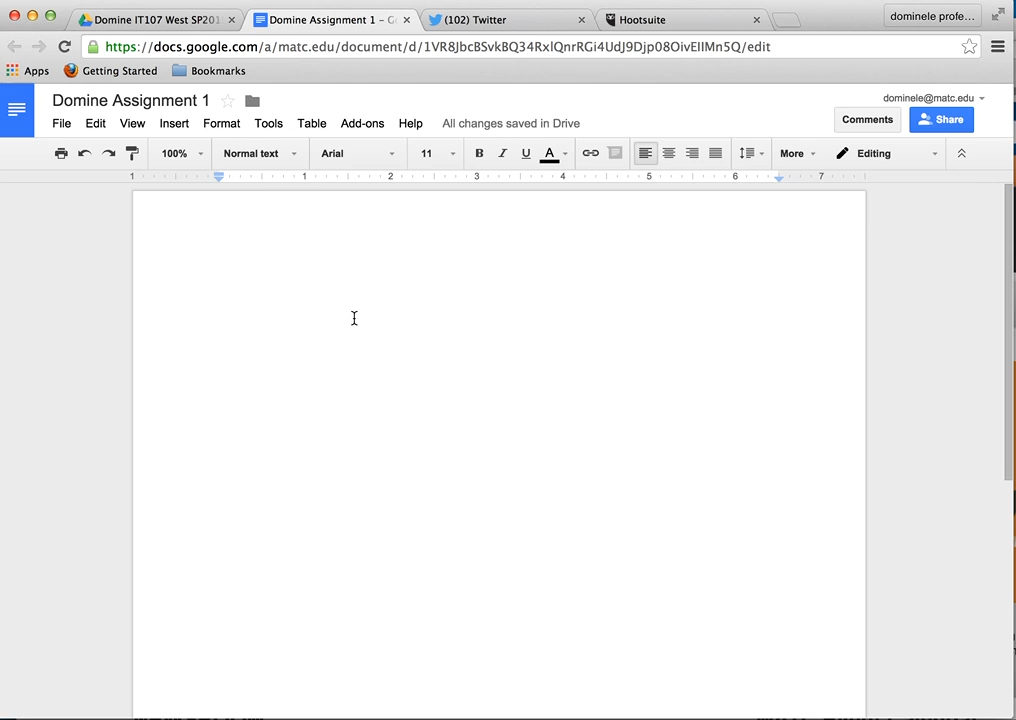 Domine IT107 West SP201
Domine Assignment 1 – G
(102) Twitter
Hootsuite
dominele profe...
https://docs.google.com/a/matc.edu/document/d/1VR8JbcBSvkBQ34RxlQnrRGi4UdJ9Djp08OivEIlMn5Q/edit
Apps
Getting Started
Bookmarks
Domine Assignment 1
dominele@matc.edu
File Edit View Insert Format Tools Table Add-ons Help All changes saved in Drive
Comments
Share
100% Normal text Arial 11 B I U A More Editing
1 1 2 3 4 5 6 7